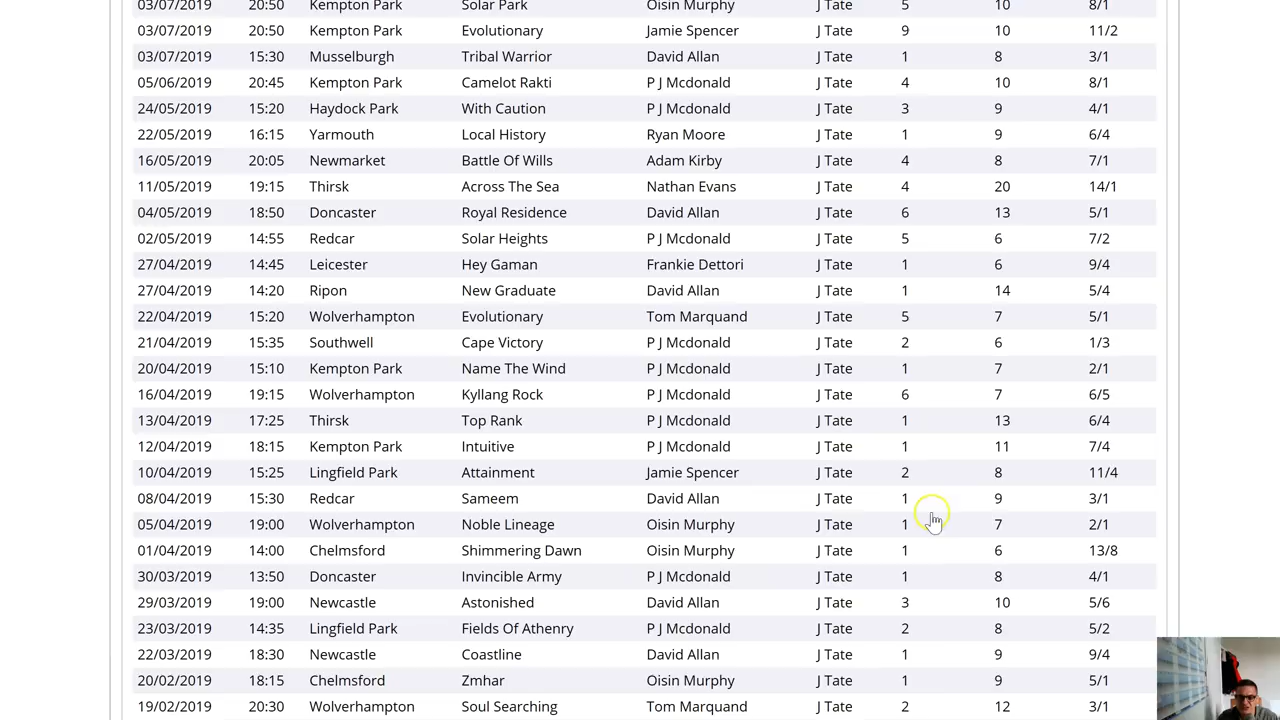 03/07 20:50 Kempton Park Solar Park Oisin Murphy J Tate 5 10 8/1
03/07 20:50 Kempton Park Evolutionary Jamie Spencer J Tate 9 10 11/2
03/07 15:30 Musselburgh Tribal Warrior David Allan J Tate 1 8 3/1
05/06 20:45 Kempton Park Camelot Rakti P J Mcdonald J Tate 4 10 8/1
24/05/2019 15:20 Haydock Park With Caution P J Mcdonald J Tate 3 9 4/1
22/05/2019 16:15 Yarmouth Local History Ryan Moore J Tate 1 9 6/4
16/05/2019 20:05 Newmarket Battle Of Wills Adam Kirby J Tate 4 8 7/1
11/05/2019 19:15 Thirsk Across The Sea Nathan Evans J Tate 4 20 14/1
04/05/2019 18:50 Doncaster Royal Residence David Allan J Tate 6 13 5/1
02/05/2019 14:55 Redcar Solar Heights P J Mcdonald J Tate 5 6 7/2
27/04/2019 14:45 Leicester Hey Gaman Frankie Dettori J Tate 1 6 9/4
27/04/2019 14:20 Ripon New Graduate David Allan J Tate 1 14 5/4
22/04/2019 15:20 Wolverhampton Evolutionary Tom Marquand J Tate 5 7 5/1
21/04/2019 15:35 Southwell Cape Victory P J Mcdonald J Tate 2 6 1/3
20/04/2019 15:10 Kempton Park Name The Wind P J Mcdonald J Tate 1 7 2/1
16/04/2019 19:15 Wolverhampton Kyllang Rock P J Mcdonald J Tate 6 7 6/5
13/04/2019 17:25 Thirsk Top Rank P J Mcdonald J Tate 1 13 6/4
12/04/2019 18:15 Kempton Park Intuitive P J Mcdonald J Tate 1 11 7/4
10/04/2019 15:25 Lingfield Park Attainment Jamie Spencer J Tate 2 8 11/4
08/04/2019 15:30 Redcar Sameem David Allan J Tate 1 9 3/1
05/04/2019 19:00 Wolverhampton Noble Lineage Oisin Murphy J Tate 1 7 2/1
01/04/2019 14:00 Chelmsford Shimmering Dawn Oisin Murphy J Tate 1 6 13/8
30/03/2019 13:50 Doncaster Invincible Army P J Mcdonald J Tate 1 8 4/1
29/03/2019 19:00 Newcastle Astonished David Allan J Tate 3 10 5/6
23/03/2019 14:35 Lingfield Park Fields Of Athenry P J Mcdonald J Tate 2 8 5/2
22/03/2019 18:30 Newcastle Coastline David Allan J Tate 1 9 9/4
20/02/2019 18:15 Chelmsford Zmhar Oisin Murphy J Tate 1 9 5/1
19/02/2019 20:30 Wolverhampton Soul Searching Tom Marquand J Tate 2 12 3/1